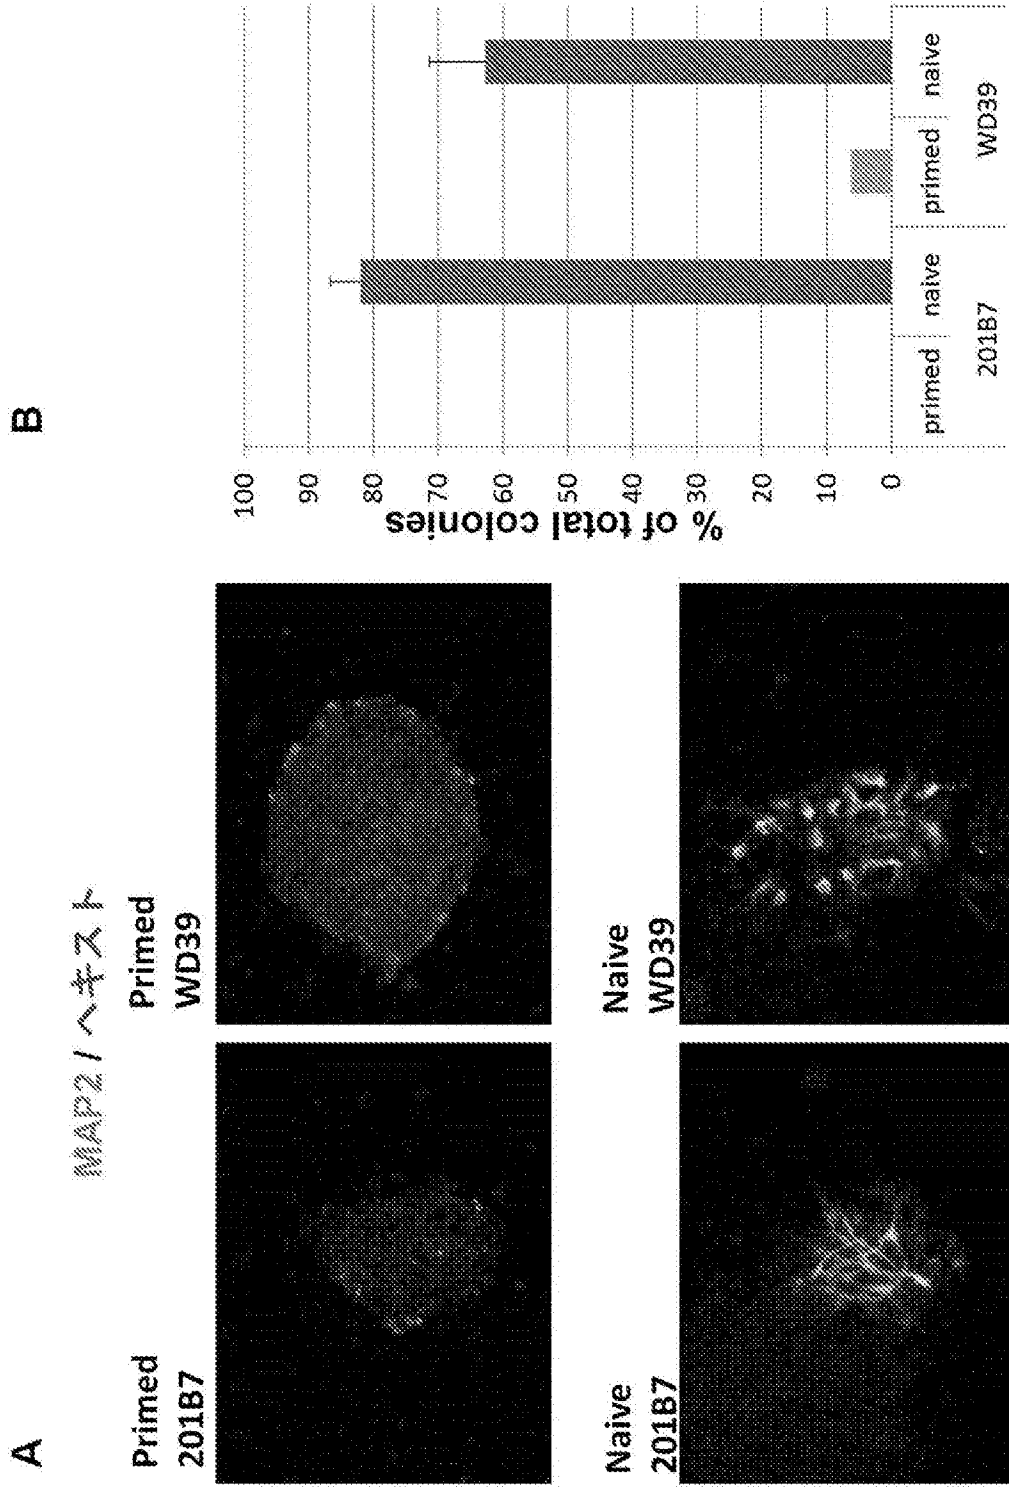 A
MAP2 / ヘキスト
Primed
201B7
Primed
WD39
Naive
201B7
Naive
WD39
B
% of total colonies
100
90
80
70
60
50
40
30
20
10
0
primed
naive
primed
naive
201B7
WD39